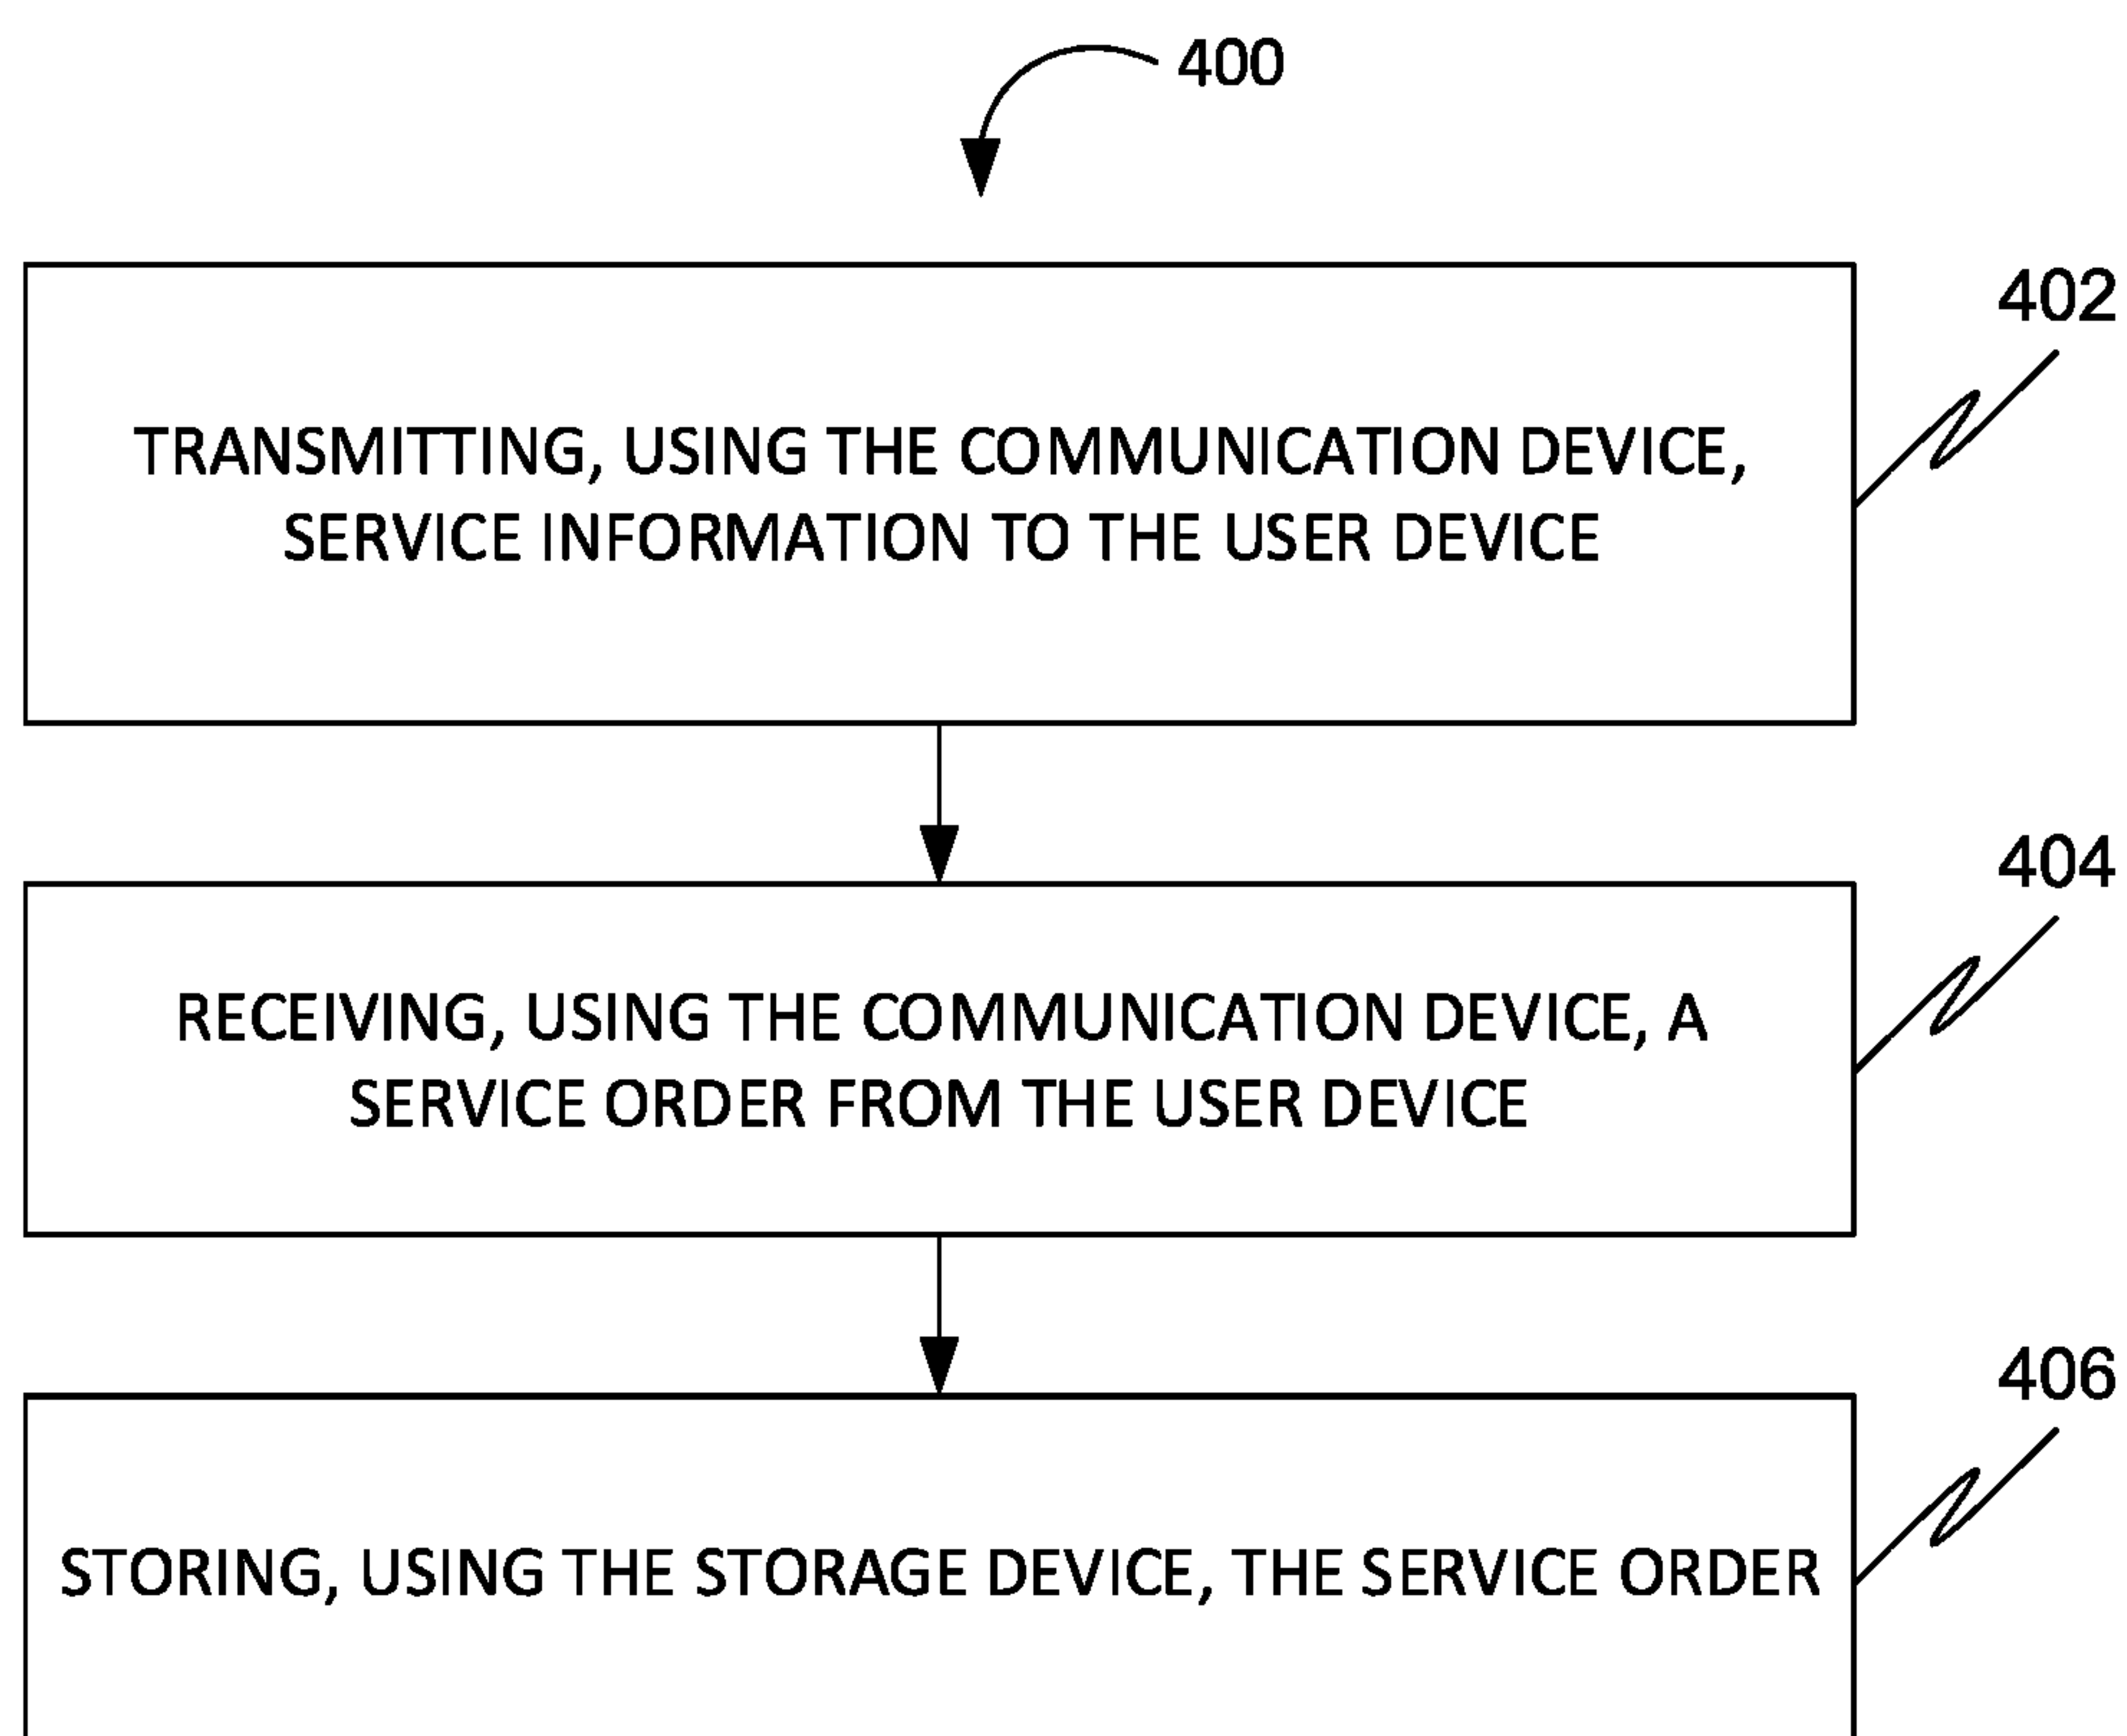 400
402
TRANSMITTING, USING THE COMMUNICATION DEVICE,
SERVICE INFORMATION TO THE USER DEVICE
404
RECEIVING, USING THE COMMUNICATION DEVICE, A
SERVICE ORDER FROM THE USER DEVICE
406
STORING, USING THE STORAGE DEVICE, THE SERVICE ORDER